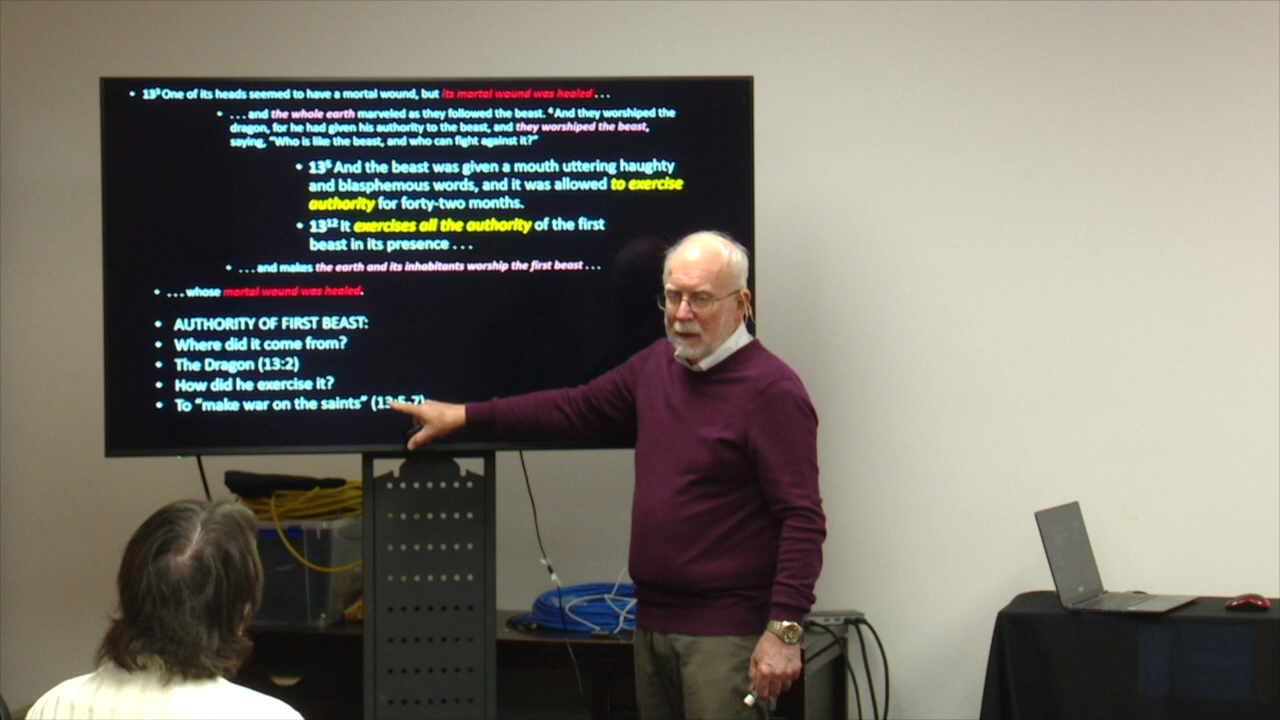 • 13³ One of its heads seemed to have a mortal wound, but its mortal wound was healed . . .
• . . . and the whole earth marveled as they followed the beast. ⁴ And they worshiped the
dragon, for he had given his authority to the beast, and they worshiped the beast,
saying, “Who is like the beast, and who can fight against it?”
• 13⁵ And the beast was given a mouth uttering haughty
and blasphemous words, and it was allowed to exercise
authority for forty-two months.
• 13¹² It exercises all the authority of the first
beast in its presence . . .
• . . . and makes the earth and its inhabitants worship the first beast . . .
• . . . whose mortal wound was healed.
• AUTHORITY OF FIRST BEAST:
• Where did it come from?
• The Dragon (13:2)
• How did he exercise it?
• To “make war on the saints” (13:5-7)